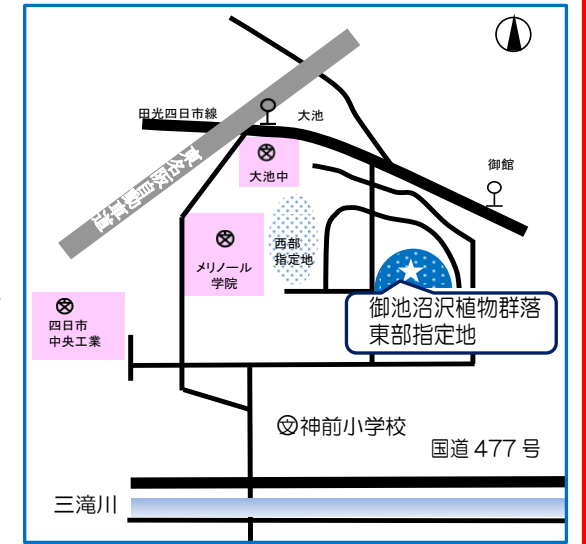 田光四日市線
大池
御館
東名阪自動車道
大池中
西部
指定地
メリノール
学院
御池沼沢植物群落
東部指定地
四日市
中央工業
神前小学校
国道477号
三滝川